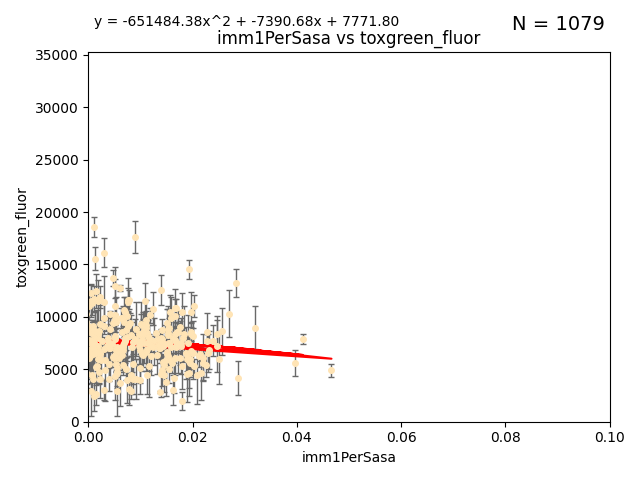 y = -651484.38x^2 + -7390.68x + 7771.80
N = 1079
imm1PerSasa vs toxgreen_fluor
35000
30000
25000
20000
15000
10000
5000
0
toxgreen_fluor
0.00
0.02
0.04
0.06
0.08
0.10
imm1PerSasa